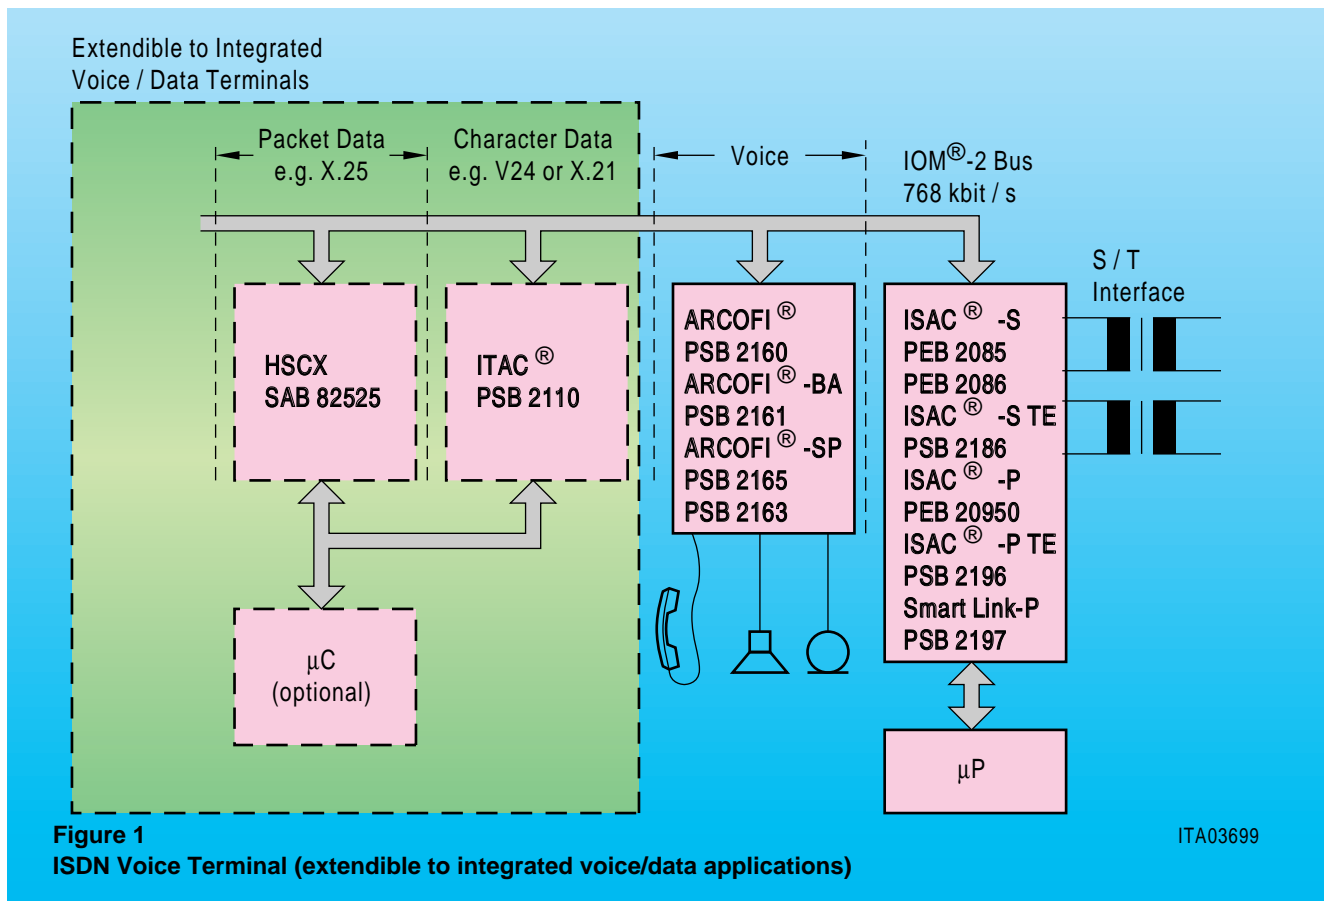 Extendible to Integrated
Voice / Data Terminals
Packet Data
e.g. X.25
Character Data
e.g. V24 or X.21
Voice
IOM®-2 Bus
768 kbit / s
S / T
Interface
HSCX
SAB 82525
ITAC ®
PSB 2110
ARCOFI ®
PSB 2160
ARCOFI ® -BA
PSB 2161
ARCOFI ® -SP
PSB 2165
PSB 2163
ISAC ® -S
PEB 2085
PEB 2086
ISAC ® -S TE
PSB 2186
ISAC ® -P
PEB 20950
ISAC ® -P TE
PSB 2196
Smart Link-P
PSB 2197
μC
(optional)
μP
Figure 1
ISDN Voice Terminal (extendible to integrated voice/data applications)
ITA03699